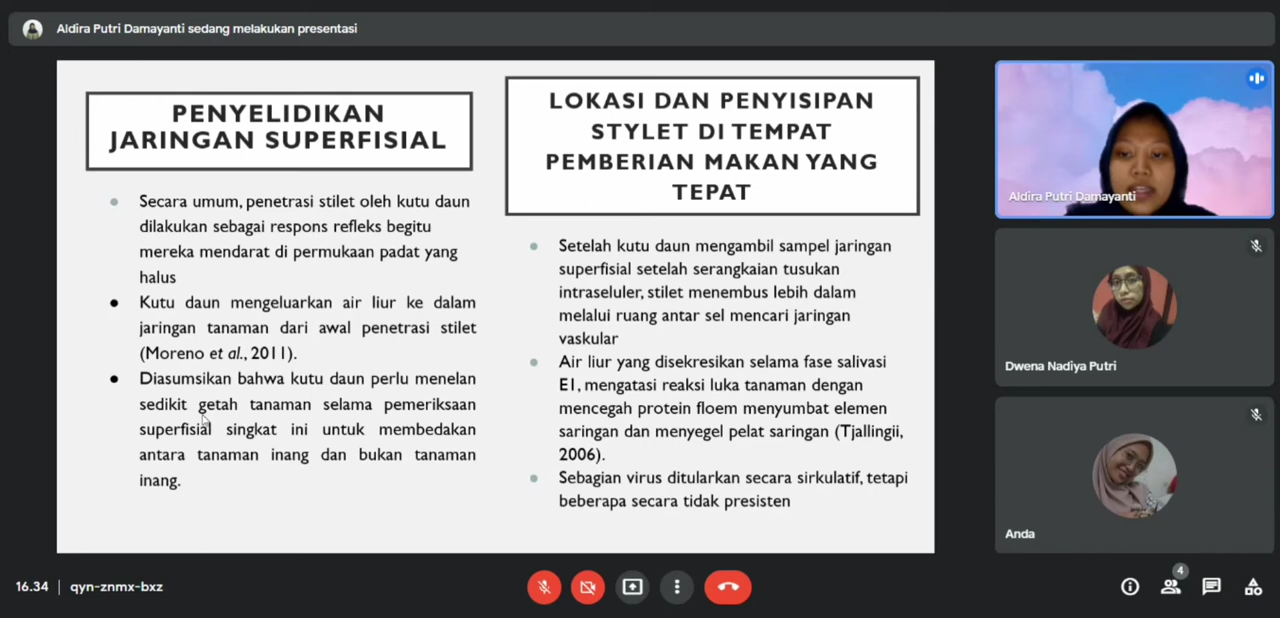 Aldira Putri Damayanti sedang melakukan presentasi
PENYELIDIKAN
JARINGAN SUPERFISIAL
Secara umum, penetrasi stilet oleh kutu daun
dilakukan sebagai respons refleks begitu
mereka mendarat di permukaan padat yang
halus
Kutu daun mengeluarkan air liur ke dalam
jaringan tanaman dari awal penetrasi stilet
(Moreno et al., 2011).
Diasumsikan bahwa kutu daun perlu menelan
sedikit getah tanaman selama pemeriksaan
superfisial singkat ini untuk membedakan
antara tanaman inang dan bukan tanaman
inang.
LOKASI DAN PENYISIPAN
STYLET DI TEMPAT
PEMBERIAN MAKAN YANG
TEPAT
Setelah kutu daun mengambil sampel jaringan
superfisial setelah serangkaian tusukan
intraseluler, stilet menembus lebih dalam
melalui ruang antar sel mencari jaringan
vaskular
Air liur yang disekresikan selama fase salivasi
E1, mengatasi reaksi luka tanaman dengan
mencegah protein floem menyumbat elemen
saringan dan menyegel pelat saringan (Tjallingii,
2006).
Sebagian virus ditularkan secara sirkulatif, tetapi
beberapa secara tidak presisten
Aldira Putri Damayanti
Dwena Nadiya Putri
Anda
16.34 | qyn-znmx-bxz
4